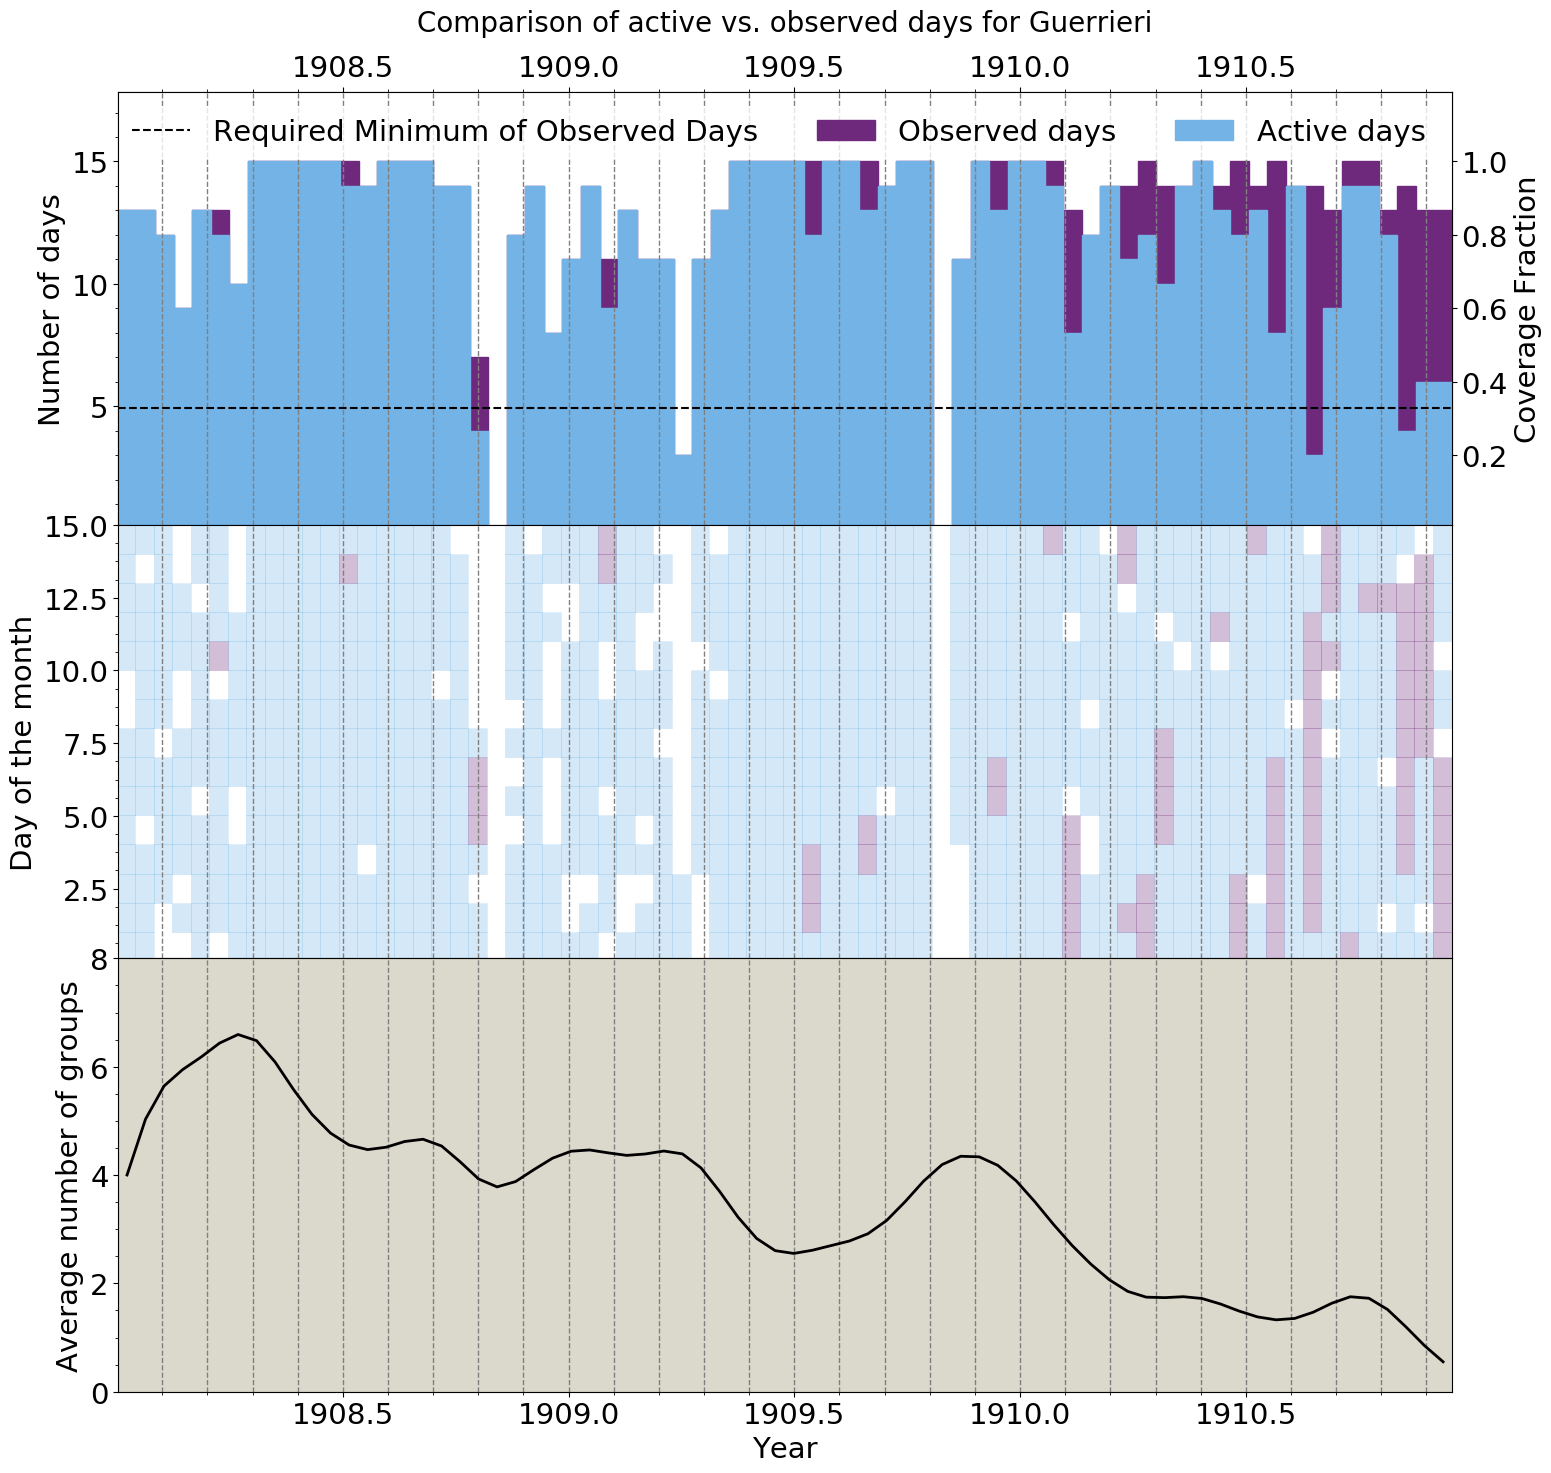 Comparison of active vs. observed days for Guerrieri
1908.5 1909.0 1909.5 1910.0 1910.5
Required Minimum of Observed Days Observed days Active days
Number of days
15
10
5
1.0
0.8
0.6
0.4
0.2
Coverage Fraction
Day of the month
15.0
12.5
10.0
7.5
5.0
2.5
Average number of groups
8
6
4
2
0
1908.5 1909.0 1909.5 1910.0 1910.5
Year